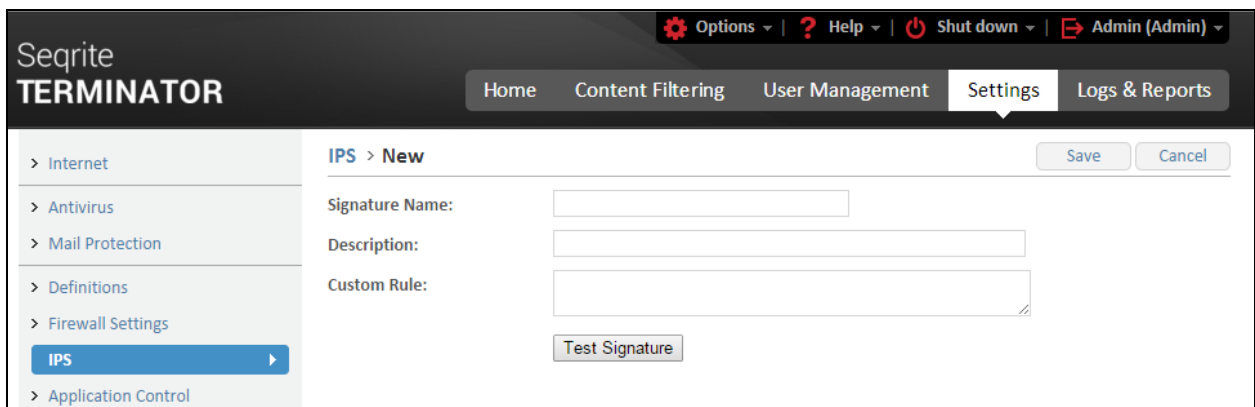 Options | ? Help | Shut down | Admin (Admin)
Seqrite
TERMINATOR
Home Content Filtering User Management Settings Logs & Reports
> Internet
> Antivirus
> Mail Protection
> Definitions
> Firewall Settings
IPS
> Application Control
IPS > New
Save Cancel
Signature Name:
Description:
Custom Rule:
Test Signature